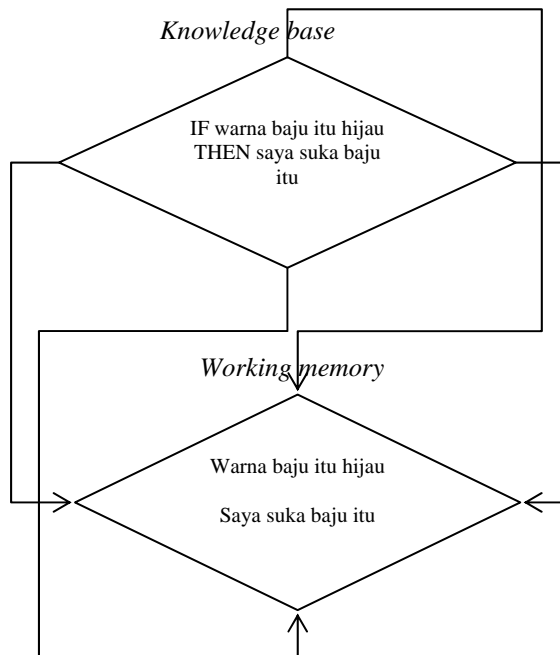 Knowledge base
IF warna baju itu hijau
THEN saya suka baju
itu
Working memory
Warna baju itu hijau
Saya suka baju itu